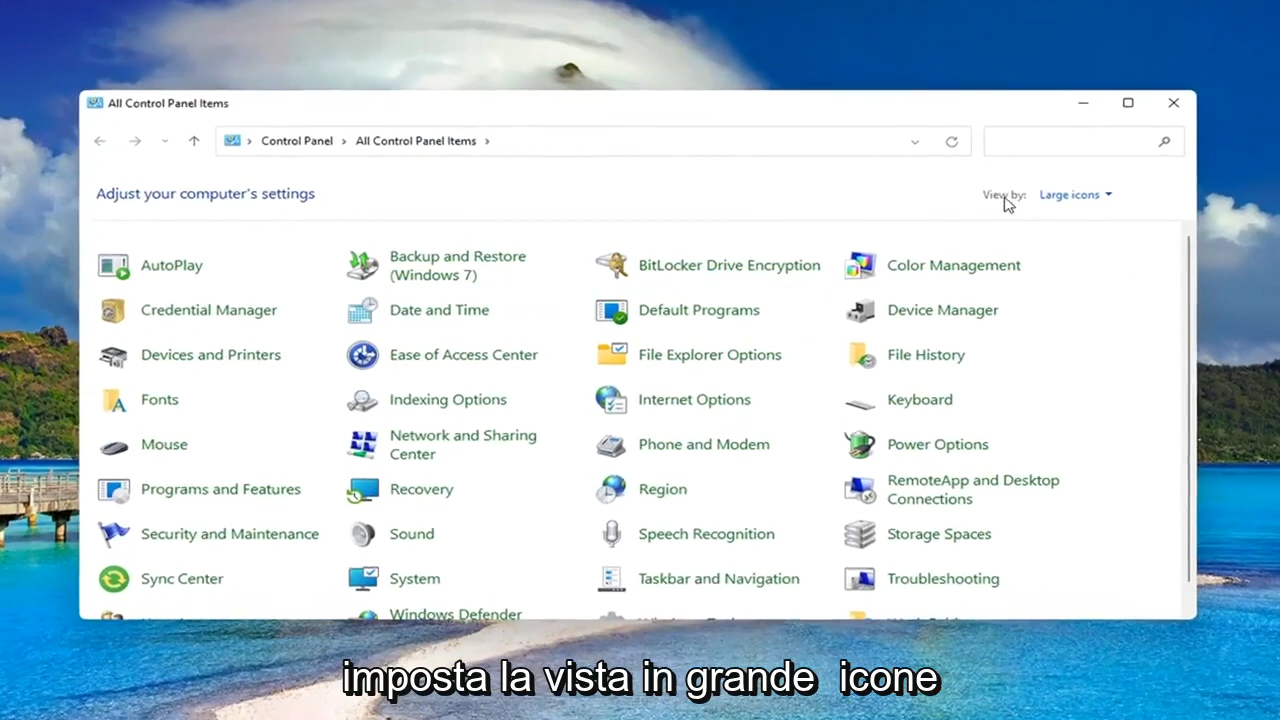 All Control Panel Items
Control Panel > All Control Panel Items >
Adjust your computer's settings
View by: Large icons
AutoPlay
Backup and Restore
(Windows 7)
BitLocker Drive Encryption
Color Management
Credential Manager
Date and Time
Default Programs
Device Manager
Devices and Printers
Ease of Access Center
File Explorer Options
File History
Fonts
Indexing Options
Internet Options
Keyboard
Mouse
Network and Sharing
Center
Phone and Modem
Power Options
Programs and Features
Recovery
Region
RemoteApp and Desktop
Connections
Security and Maintenance
Sound
Speech Recognition
Storage Spaces
Sync Center
System
Taskbar and Navigation
Troubleshooting
Windows Defender
imposta la vista in grande icone